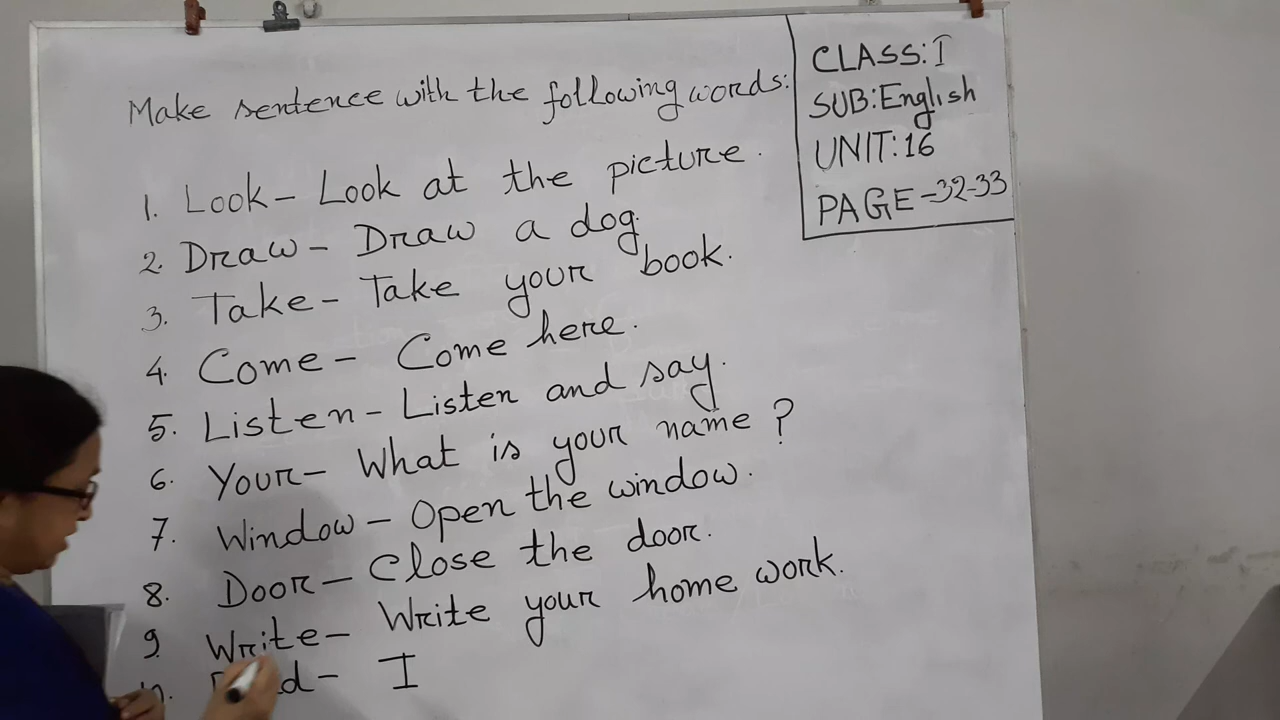 Make sentence with the following words:
CLASS: I
SUB: English
UNIT: 16
PAGE-32-33
1. Look- Look at the picture.
2. Draw - Draw a dog.
3. Take- Take your book.
4. Come - Come here.
5. Listen - Listen and say.
6. Your- What is your name?
7. Window - Open the window.
8. Door- Close the door.
9. Write- Write your home work.
I